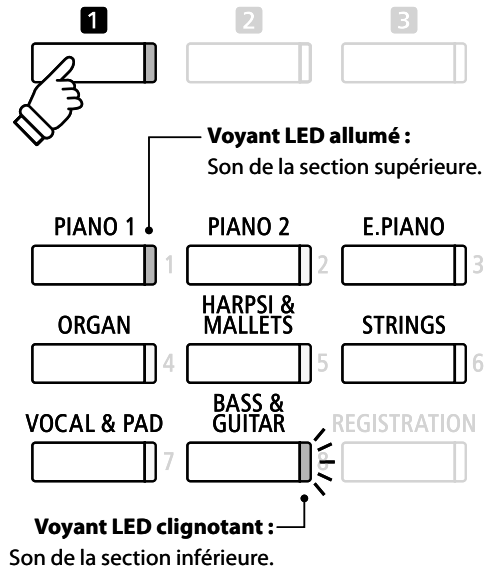 1 2 3
Voyant LED allumé :
Son de la section supérieure.
PIANO 1 PIANO 2 E.PIANO
1 2 3
HARPSI &
ORGAN MALLETS STRINGS
4 5 6
BASS &
VOCAL & PAD GUITAR REGISTRATION
7 8
Voyant LED clignotant :
Son de la section inférieure.